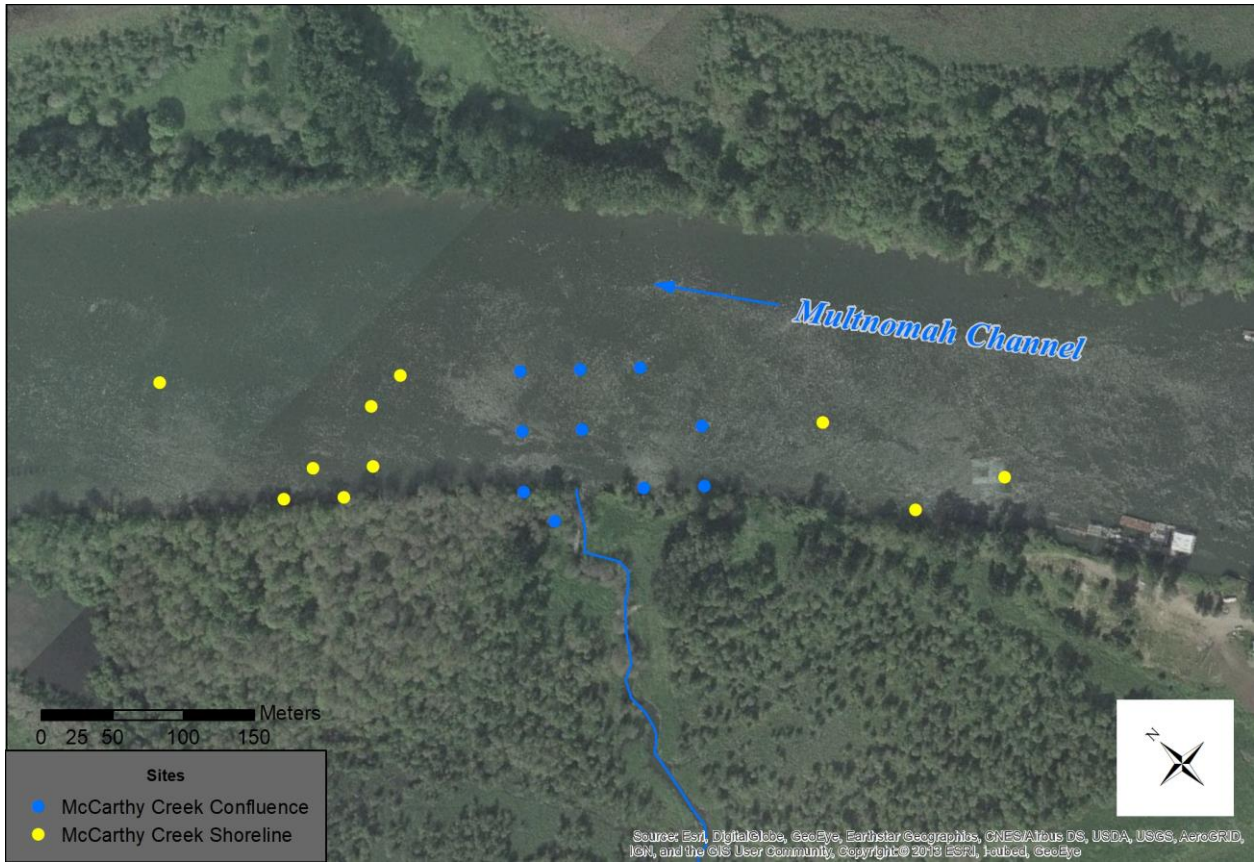 Multnomah Channel
Meters
0 25 50 100 150
Sites
McCarthy Creek Confluence
McCarthy Creek Shoreline
N
Source: Esri, DigitalGlobe, GeoEye, Earthstar Geographics, CNES/Airbus DS, USDA, USGS, AeroGRID,
IGN, and the GIS User Community, Copyright:© 2013 ESRI, i-cubed, GeoEye